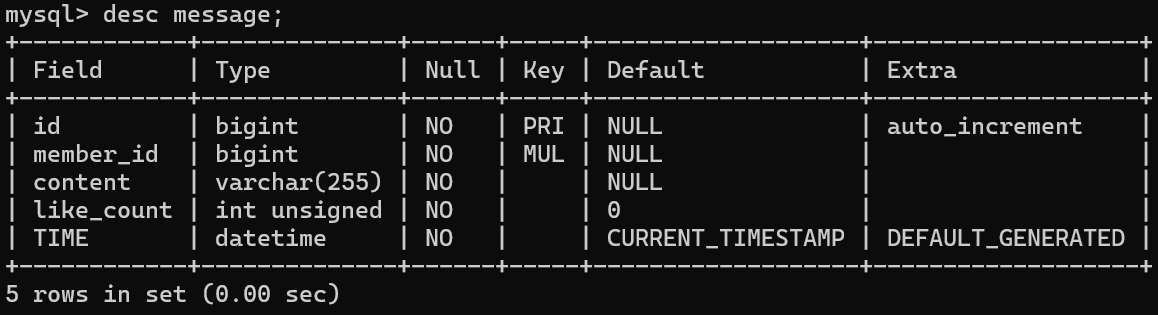 mysql> desc message;
+------------+--------------+------+-----+-------------------+-------------------+
| Field      | Type         | Null | Key | Default           | Extra             |
+------------+--------------+------+-----+-------------------+-------------------+
| id         | bigint       | NO   | PRI | NULL              | auto_increment    |
| member_id  | bigint       | NO   | MUL | NULL              |                   |
| content    | varchar(255) | NO   |     | NULL              |                   |
| like_count | int unsigned | NO   |     | 0                 |                   |
| TIME       | datetime     | NO   |     | CURRENT_TIMESTAMP | DEFAULT_GENERATED |
+------------+--------------+------+-----+-------------------+-------------------+
5 rows in set (0.00 sec)